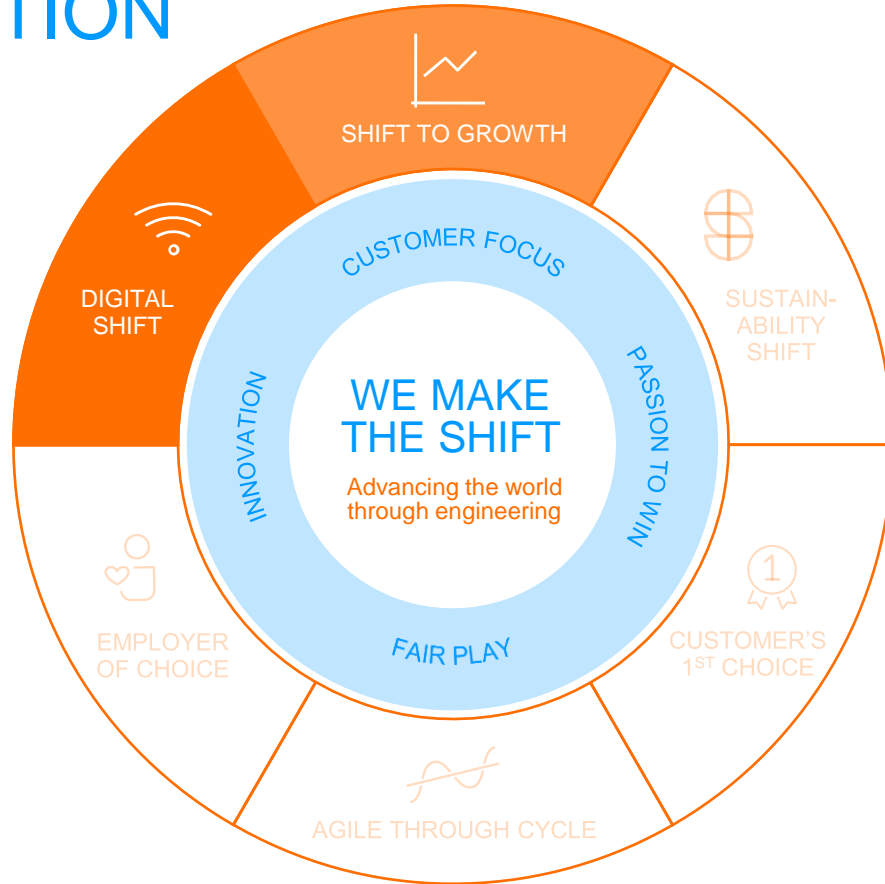 TION
SHIFT TO GROWTH
DIGITAL
SHIFT
SUSTAIN-
ABILITY
SHIFT
CUSTOMER FOCUS
INNOVATION
PASSION TO WIN
FAIR PLAY
WE MAKE
THE SHIFT
Advancing the world
through engineering
EMPLOYER
OF CHOICE
1
CUSTOMER'S
1ST CHOICE
AGILE THROUGH CYCLE